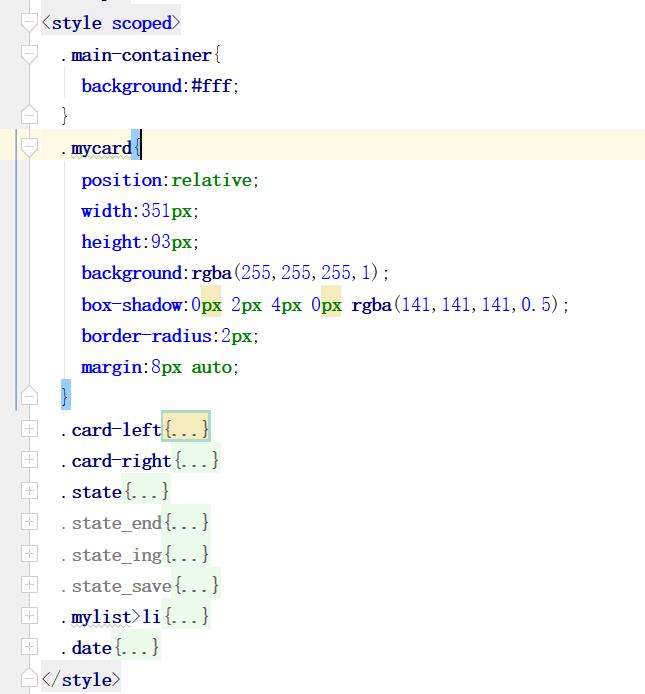 <style scoped>
.main-container{
background:#fff;
}
.mycard{
position:relative;
width:351px;
height:93px;
background:rgba(255,255,255,1);
box-shadow:0px 2px 4px 0px rgba(141,141,141,0.5);
border-radius:2px;
margin:8px auto;
}
.card-left{...}
.card-right{...}
.state{...}
.state_end{...}
.state_ing{...}
.state_save{...}
.mylist>li{...}
.date{...}
</style>